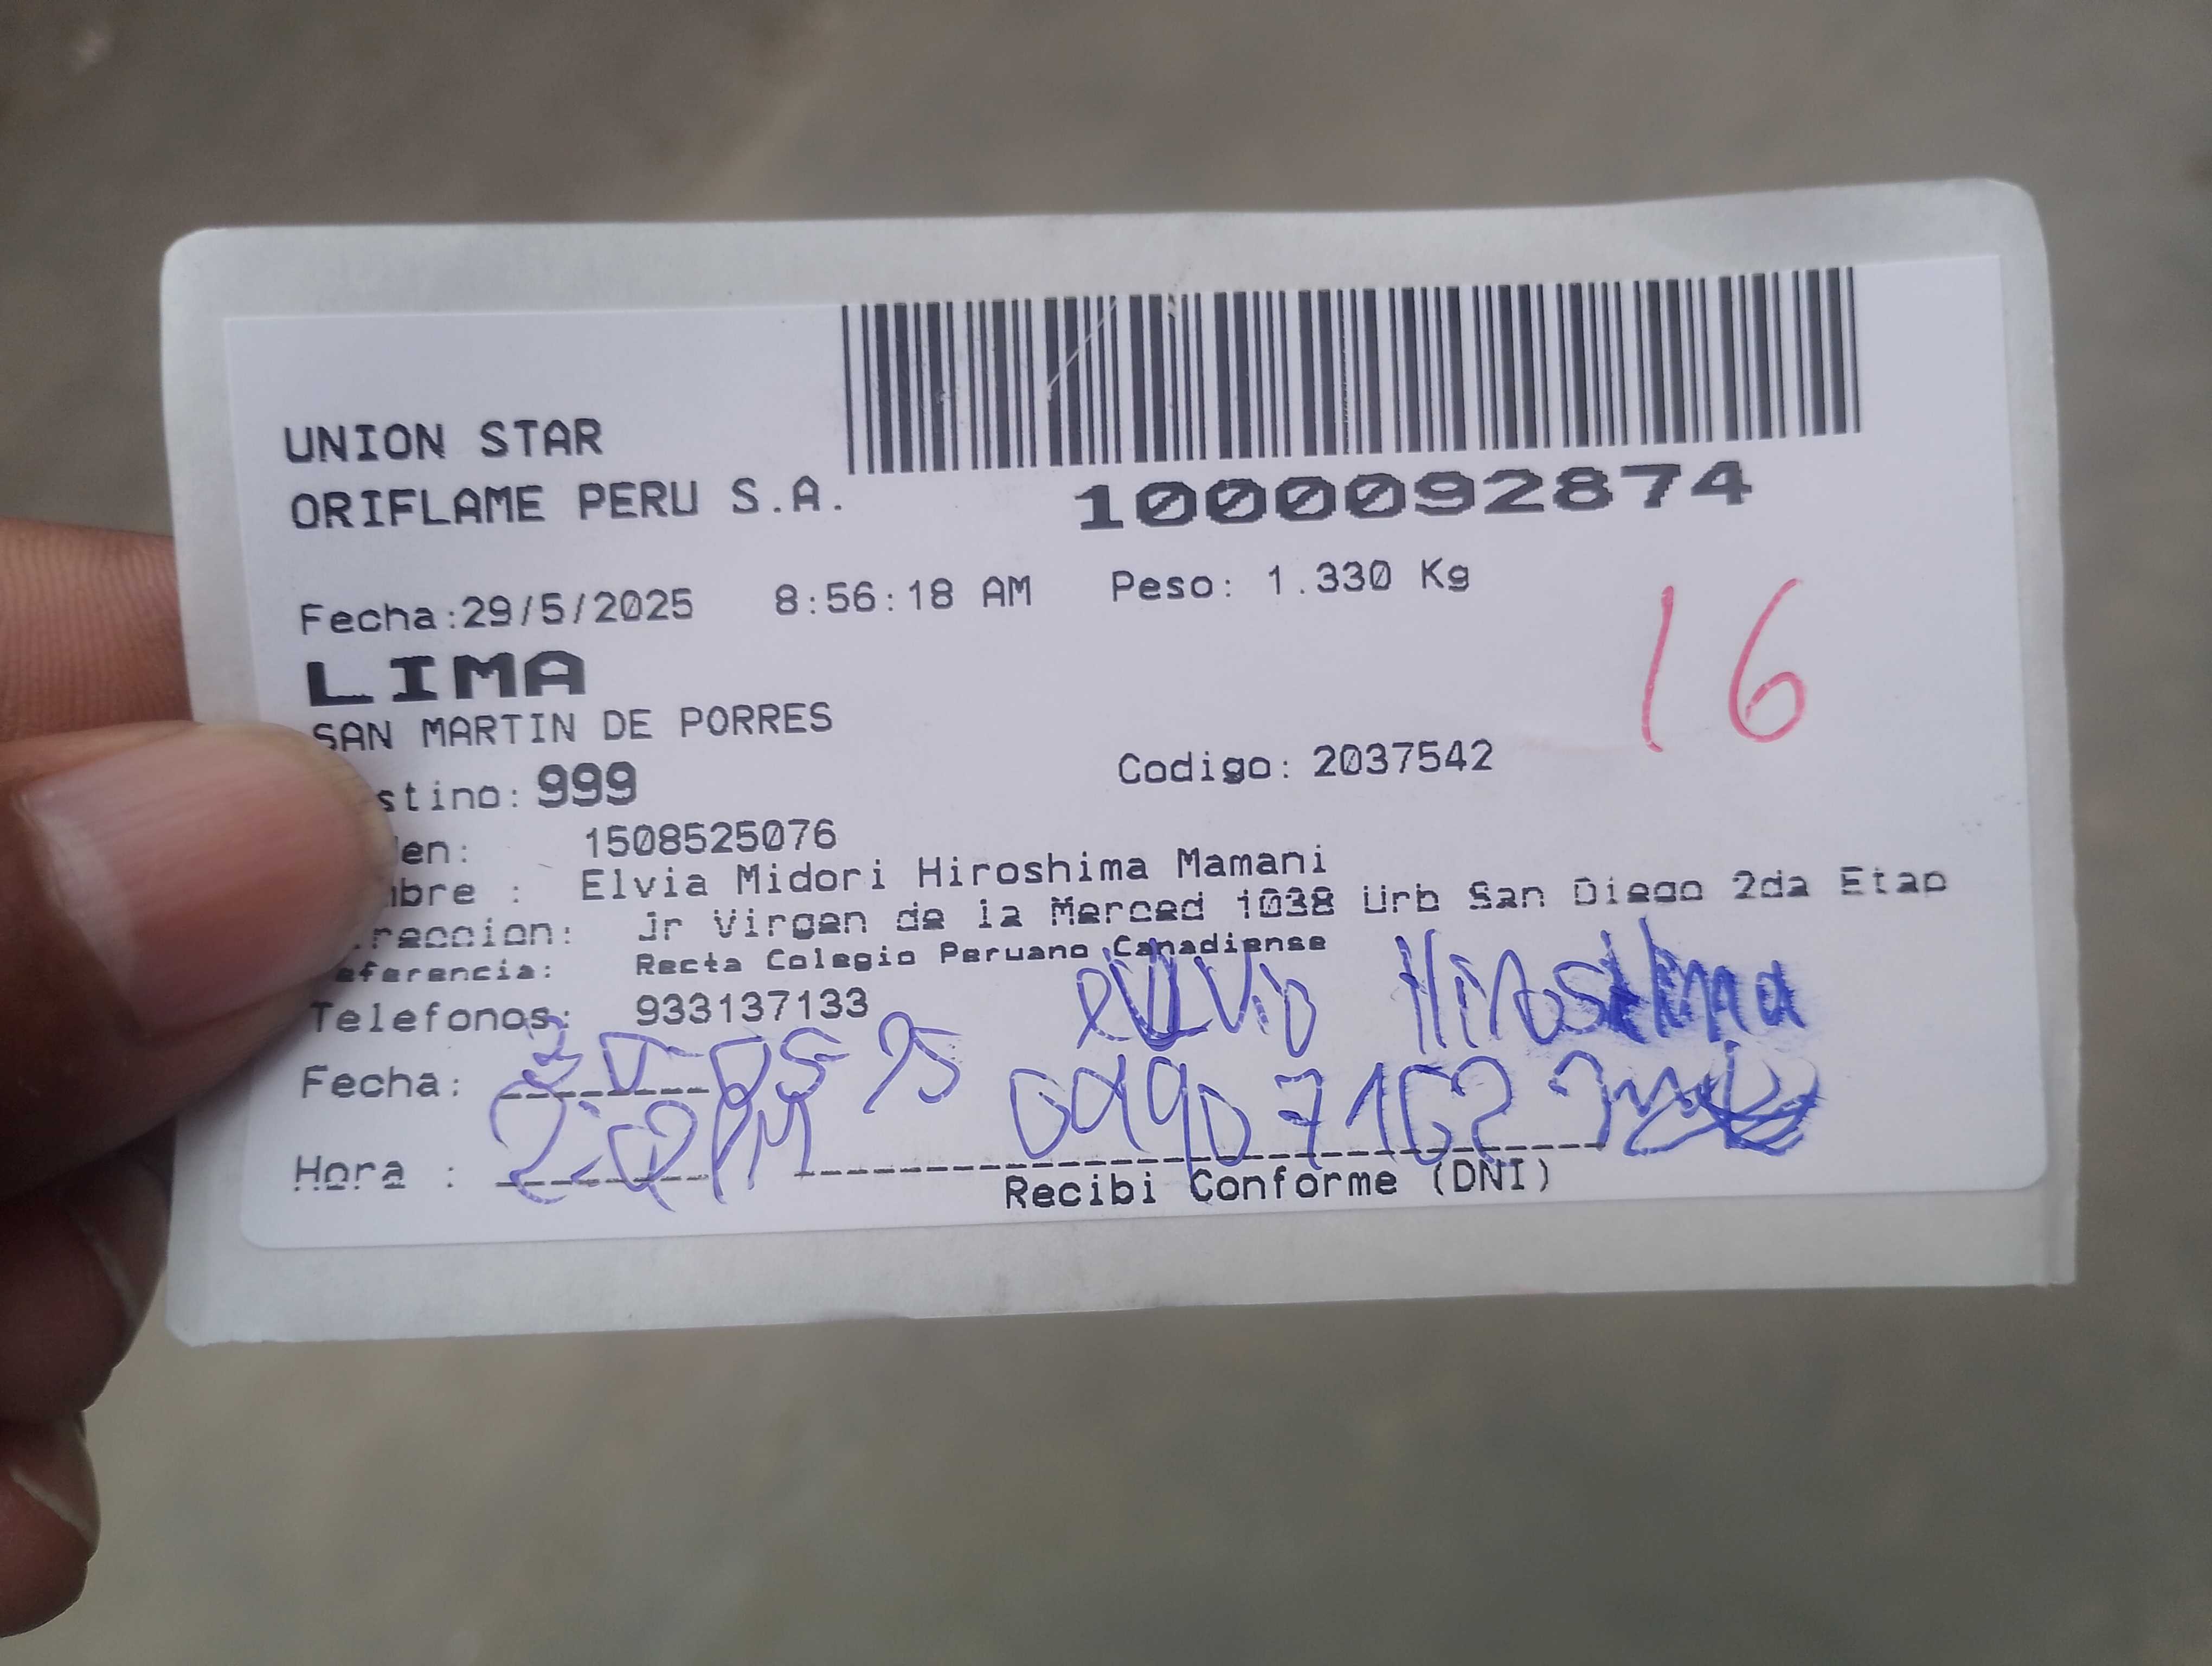 UNION STAR
ORIFLAME PERU S.A.
1000092874
Fecha:29/5/2025 8:56:18 AM Peso: 1.330 Kg
16
LIMA
SAN MARTIN DE PORRES
stino: 999 Codigo: 2037542
den: 1508525076
mbre : Elvia Midori Hiroshima Mamani
reccion: Jr Virgen de la Merced 1038 Urb San Diego 2da Etap
eferencia: Recta Colegio Peruano Canadiense
Telefonos: 933137133
Hiroshima
Fecha:
Hora :
Recibi Conforme (DNI)